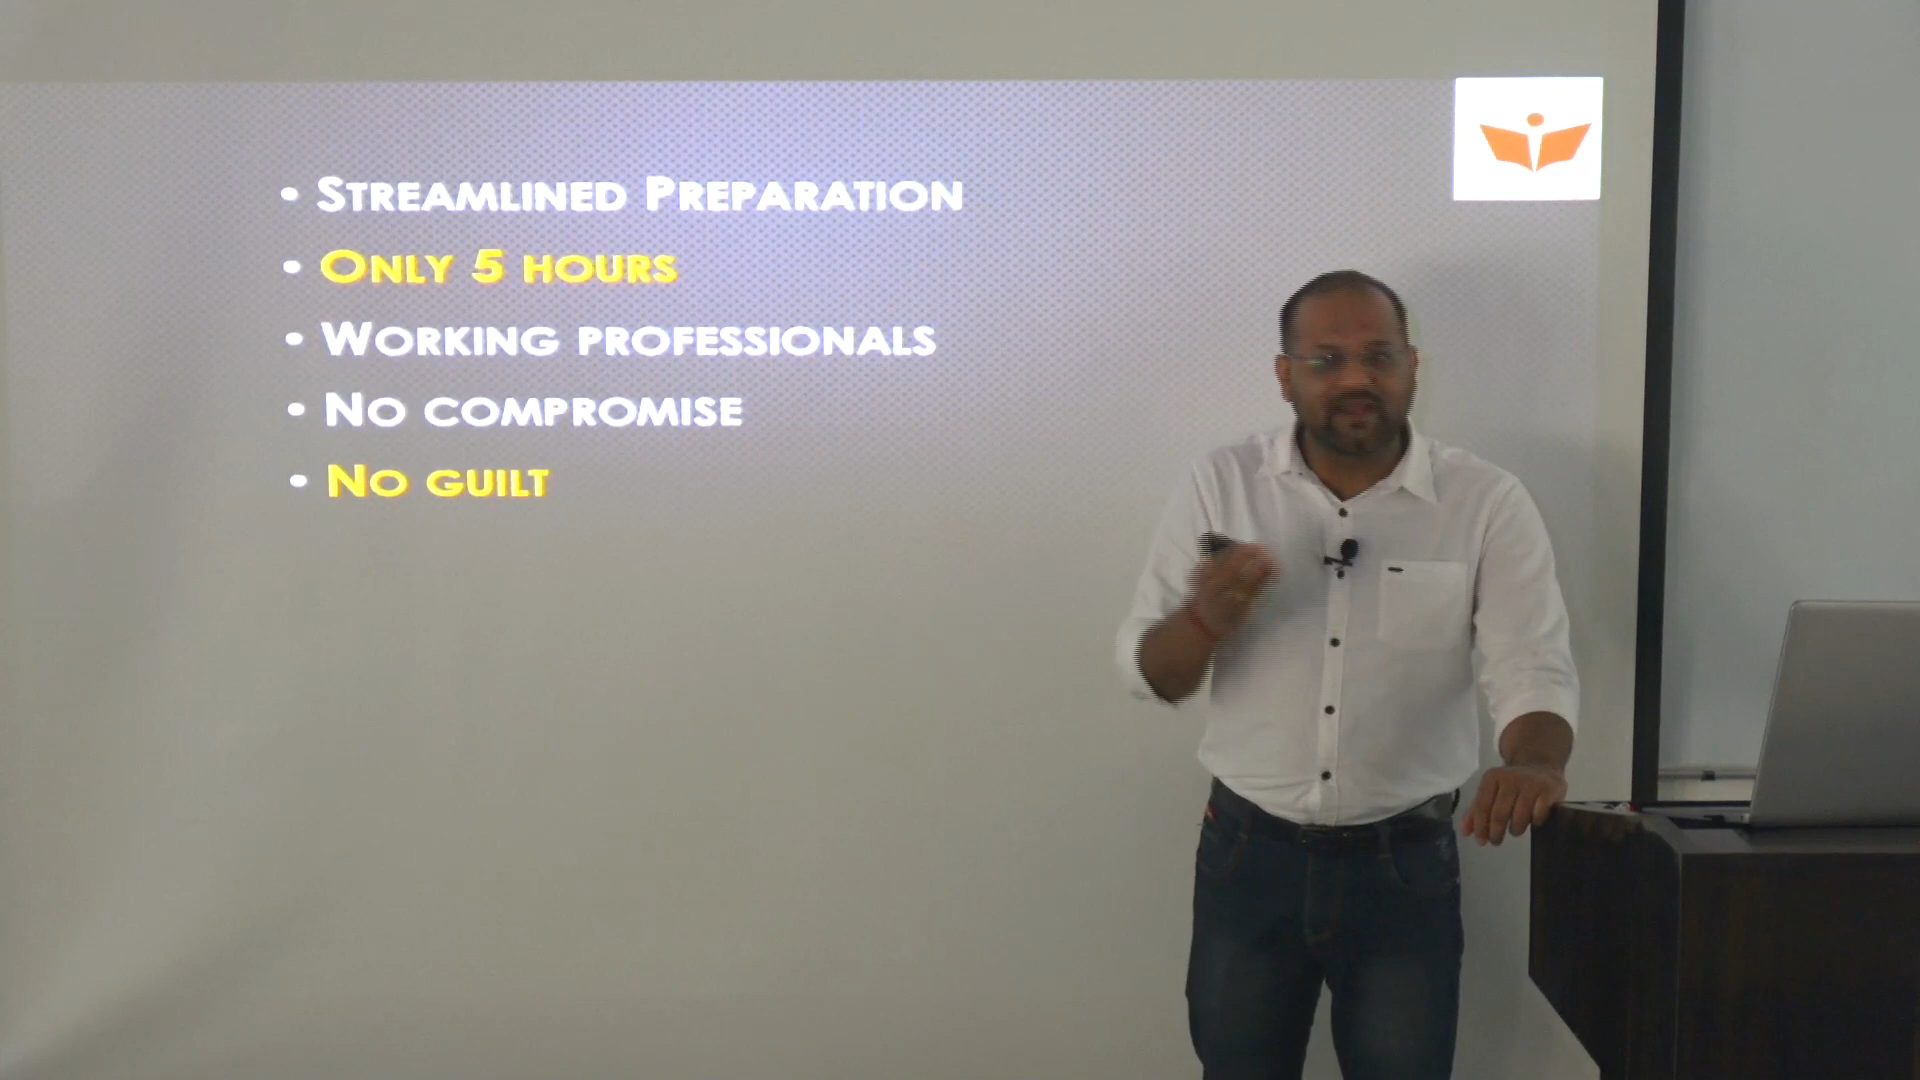 • Streamlined Preparation
• Only 5 hours
• Working professionals
• No compromise
• No guilt